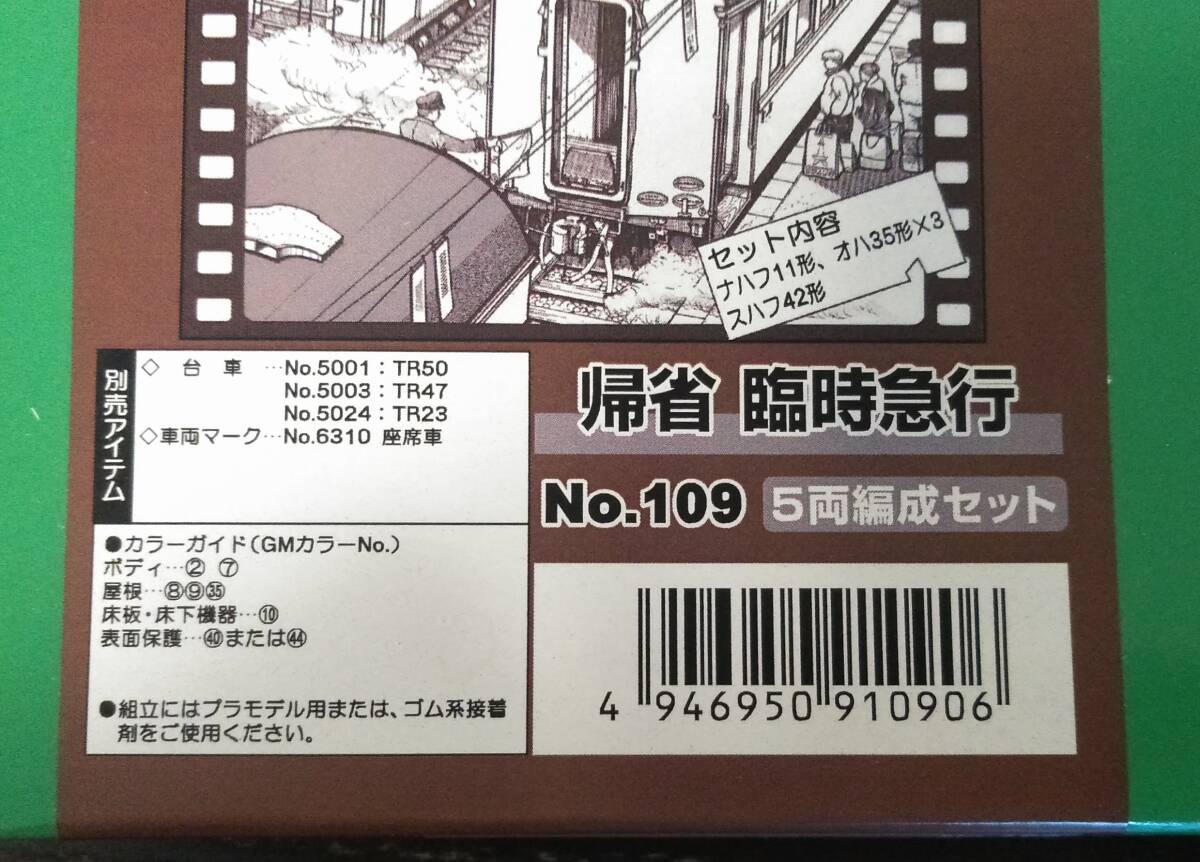 セット内容
ナハフ11形、オハ35形×3
スハフ42形
別売アイテム
◇ 台 車 …No.5001：TR50
No.5003：TR47
No.5024：TR23
◇車両マーク…No.6310 座席車
帰省 臨時急行
No.109 5両編成セット
●カラーガイド(GMカラーNo.)
ボディ…② ⑦
屋根…⑧⑨㉟
床板・床下機器…⑩
表面保護…㊵または㊹
●組立にはプラモデル用または、ゴム系接着
剤をご使用ください。
4 946950 910906